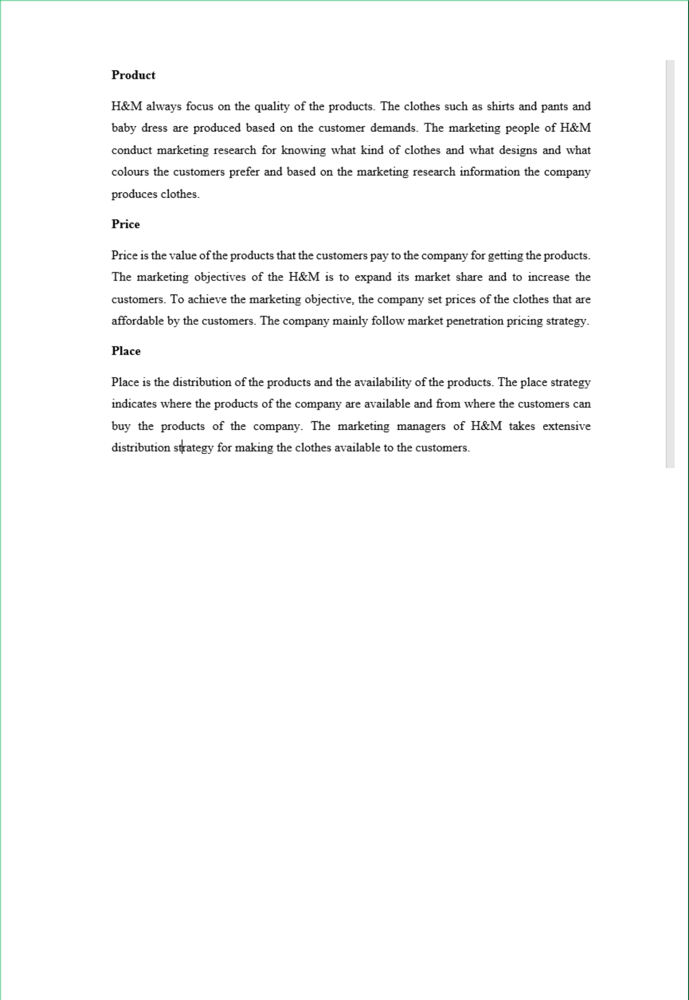 Product
H&M always focus on the quality of the products. The clothes such as shirts and pants and
baby dress are produced based on the customer demands. The marketing people of H&M
conduct marketing research for knowing what kind of clothes and what designs and what
colours the customers prefer and based on the marketing research information the company
produces clothes.
Price
Price is the value of the products that the customers pay to the company for getting the products.
The marketing objectives of the H&M is to expand its market share and to increase the
customers. To achieve the marketing objective, the company set prices of the clothes that are
affordable by the customers. The company mainly follow market penetration pricing strategy.
Place
Place is the distribution of the products and the availability of the products. The place strategy
indicates where the products of the company are available and from where the customers can
buy the products of the company. The marketing managers of H&M takes extensive
distribution strategy for making the clothes available to the customers.